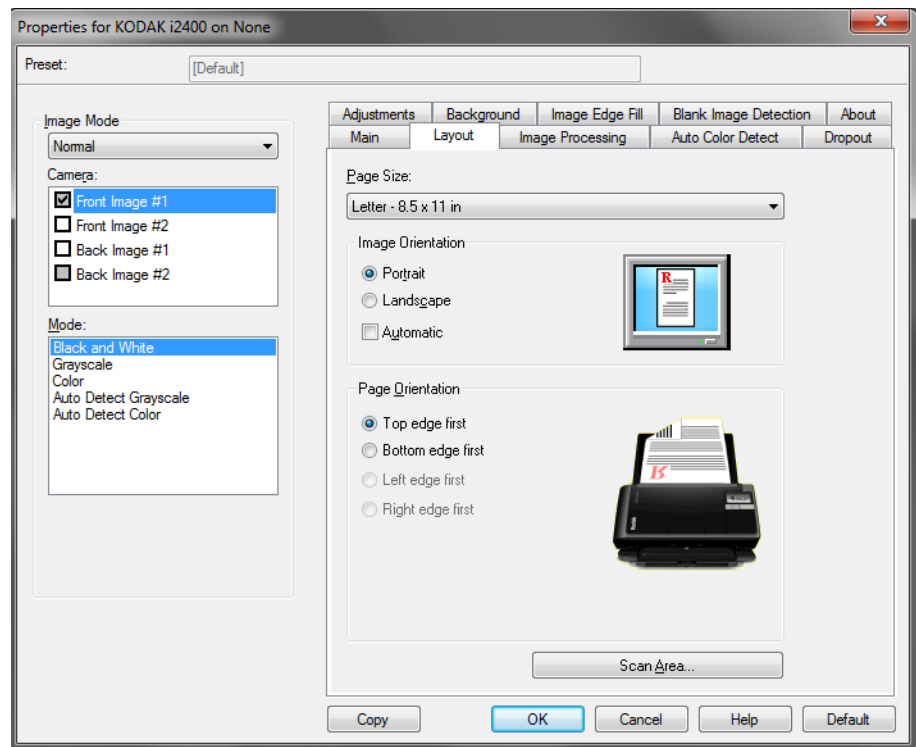 Properties for KODAK i2400 on None
Preset:
[Default]
Image Mode
Normal
Camera:
Front Image #1
Front Image #2
Back Image #1
Back Image #2
Mode:
Black and White
Grayscale
Color
Auto Detect Grayscale
Auto Detect Color
Adjustments Background Image Edge Fill Blank Image Detection About
Main Layout Image Processing Auto Color Detect Dropout
Page Size:
Letter - 8.5 x 11 in
Image Orientation
Portrait
Landscape
Automatic
R
Page Orientation
Top edge first
Bottom edge first
Left edge first
Right edge first
R
Scan Area...
Copy OK Cancel Help Default